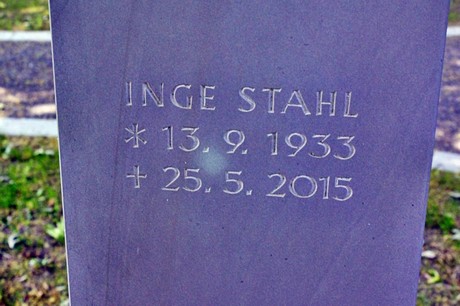 INGE STAHL
* 13. 9. 1933
+ 25. 5. 2015